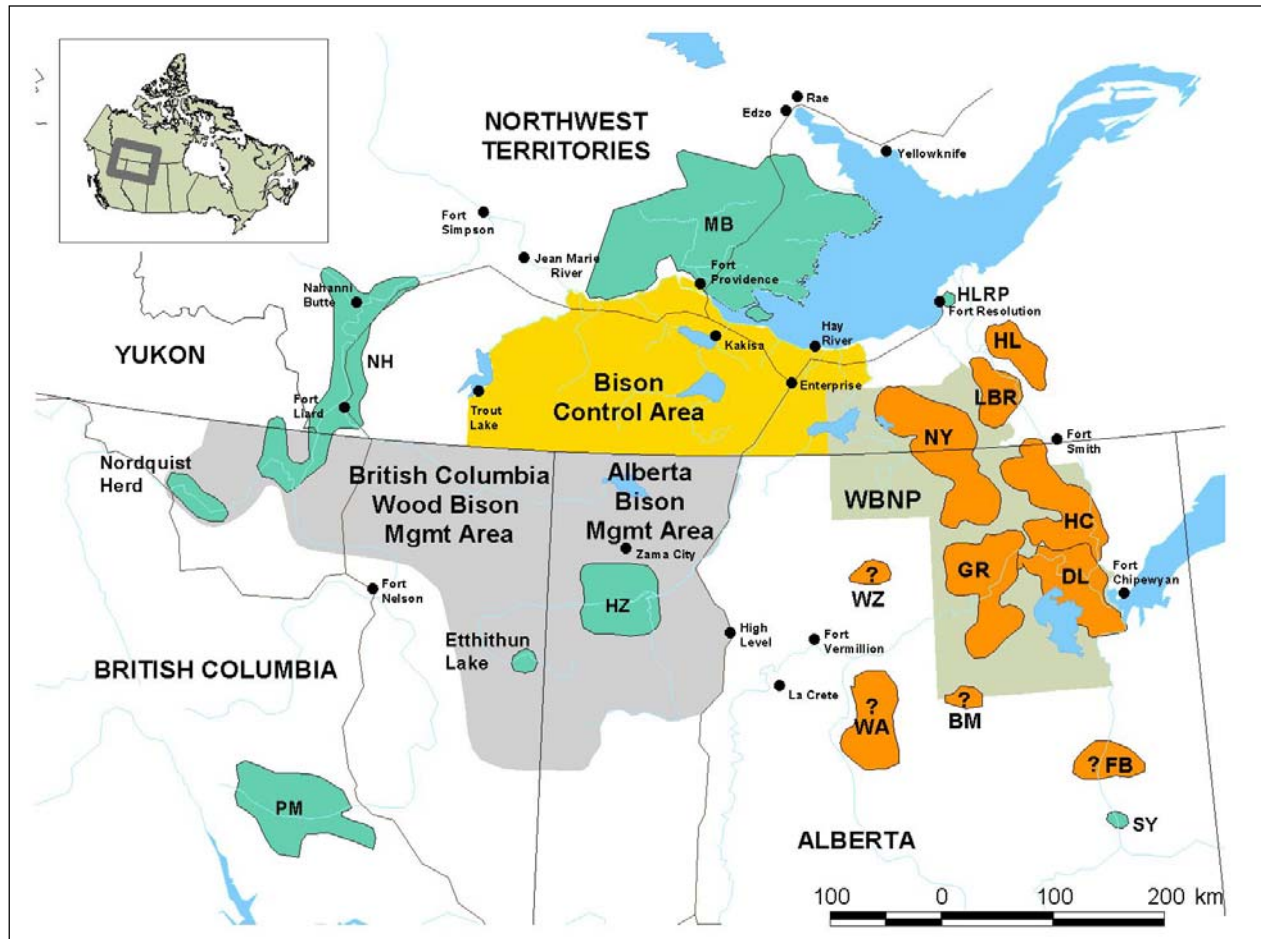 Rae
Edzo
NORTHWEST
TERRITORIES
Yellowknife
Fort
Simpson
MB
Jean Marie
River
Fort
Providence
Nahanni
Butte
HLRP
Fort Resolution
YUKON
NH
Kakisa
Hay
River
HL
Bison
Control Area
Enterprise
LBR
Fort
Liard
Trout
Lake
NY
Fort
Smith
Nordquist
Herd
British Columbia
Wood Bison
Mgmt Area
Alberta
Bison
Mgmt Area
WBNP
HC
Zama City
?
WZ
GR
DL
Fort
Chipewyan
Fort
Nelson
HZ
High
Level
Fort
Vermillion
Etthithun
Lake
BRITISH COLUMBIA
La Crete
?
WA
?
BM
? FB
PM
SY
ALBERTA
100 0 100 200 km